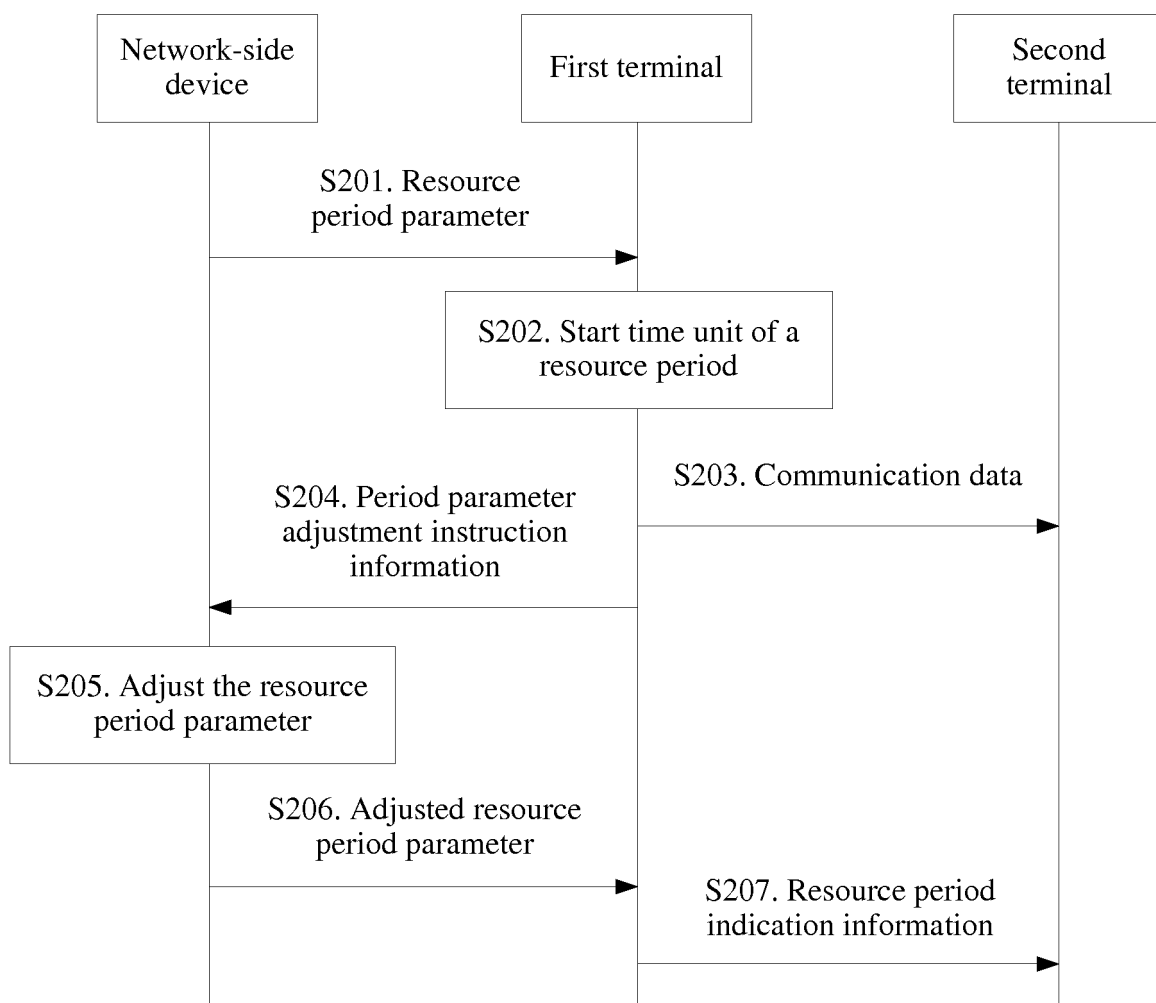 Network-side
device
First terminal
Second
terminal
S201. Resource
period parameter
S202. Start time unit of a
resource period
S203. Communication data
S204. Period parameter
adjustment instruction
information
S205. Adjust the resource
period parameter
S206. Adjusted resource
period parameter
S207. Resource period
indication information